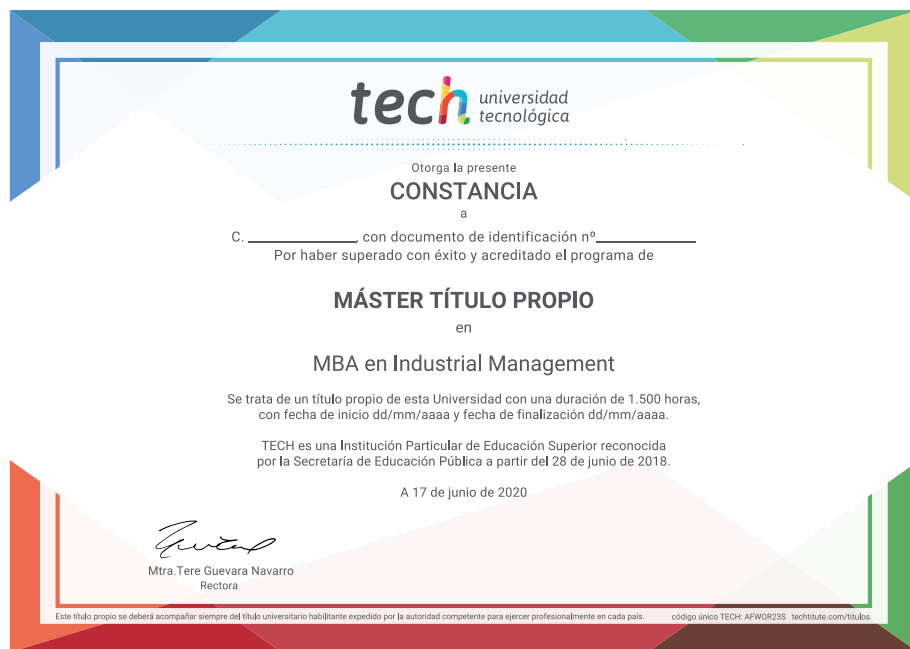 tech universidad
tecnológica
Otorga la presente
CONSTANCIA
a
C. ____________, con documento de identificación nº____________
Por haber superado con éxito y acreditado el programa de
MÁSTER TÍTULO PROPIO
en
MBA en Industrial Management
Se trata de un título propio de esta Universidad con una duración de 1.500 horas,
con fecha de inicio dd/mm/aaaa y fecha de finalización dd/mm/aaaa.
TECH es una Institución Particular de Educación Superior reconocida
por la Secretaría de Educación Pública a partir del 28 de junio de 2018.
A 17 de junio de 2020
Mtra.Tere Guevara Navarro
Rectora
Este título propio se deberá acompañar siempre del título universitario habilitante expedido por la autoridad competente para ejercer profesionalmente en cada país. código único TECH: AFWOR23S techtitute.com/titulos